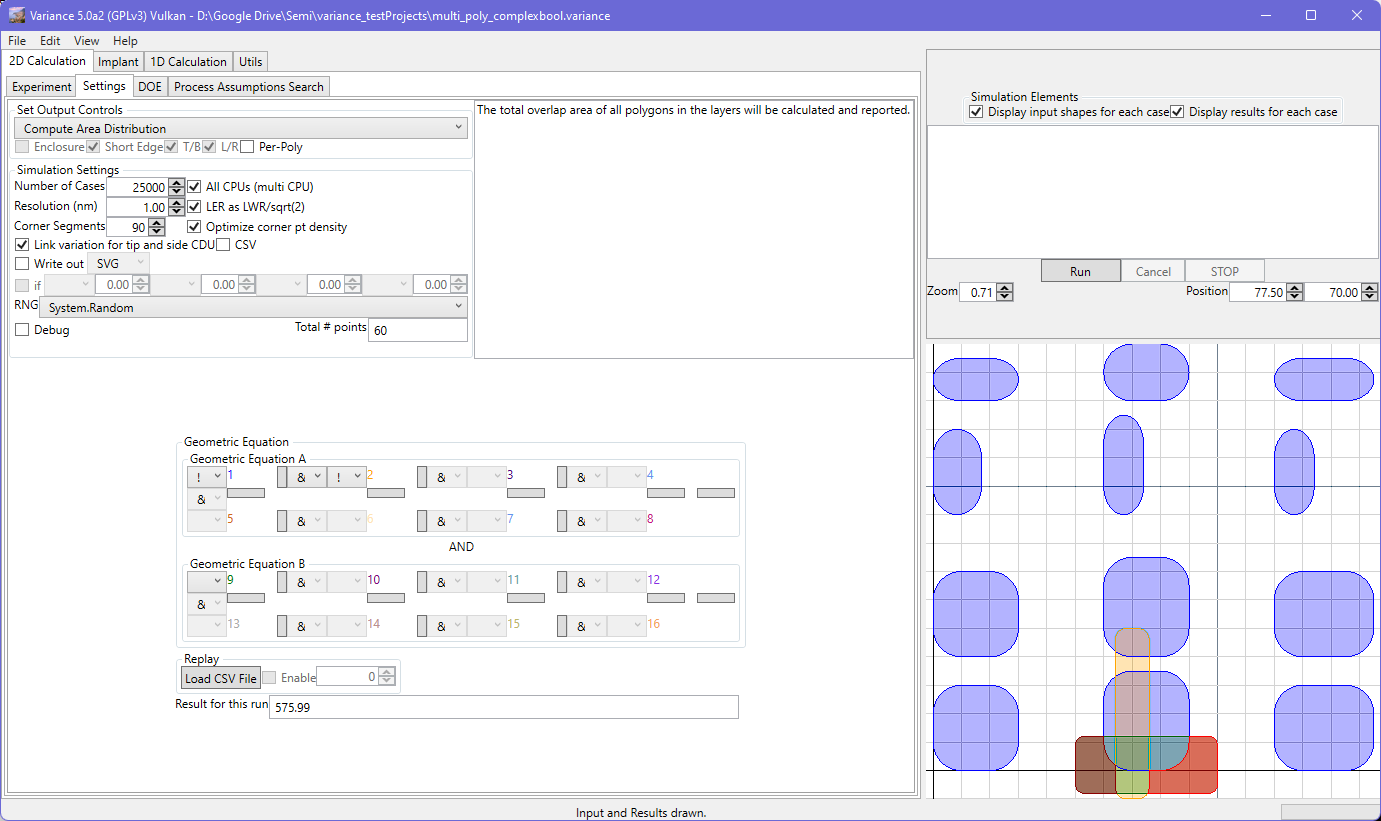 Variance 5.0a2 (GPLv3) Vulkan - D:\Google Drive\Semi\variance_testProjects\multi_poly_complexbool.variance
File Edit View Help
2D Calculation Implant 1D Calculation Utils
Experiment Settings DOE Process Assumptions Search
Set Output Controls
Compute Area Distribution
Enclosure Short Edge T/B L/R Per-Poly
The total overlap area of all polygons in the layers will be calculated and reported.
Simulation Settings
Number of Cases 25000 All CPUs (multi CPU)
Resolution (nm) 1.00 LER as LWR/sqrt(2)
Corner Segments 90 Optimize corner pt density
Link variation for tip and side CDU CSV
Write out SVG
if 0.00 0.00 0.00 0.00
RNG System.Random
Debug Total # points 60
Geometric Equation
Geometric Equation A
! 1 & ! 2 & 3 & 4
&
5 & 6 & 7 & 8
AND
Geometric Equation B
9 & 10 & 11 & 12
&
13 & 14 & 15 & 16
Replay
Load CSV File Enable 0
Result for this run 575.99
Simulation Elements
Display input shapes for each case Display results for each case
Run Cancel STOP
Zoom 0.71 Position 77.50 70.00
Input and Results drawn.